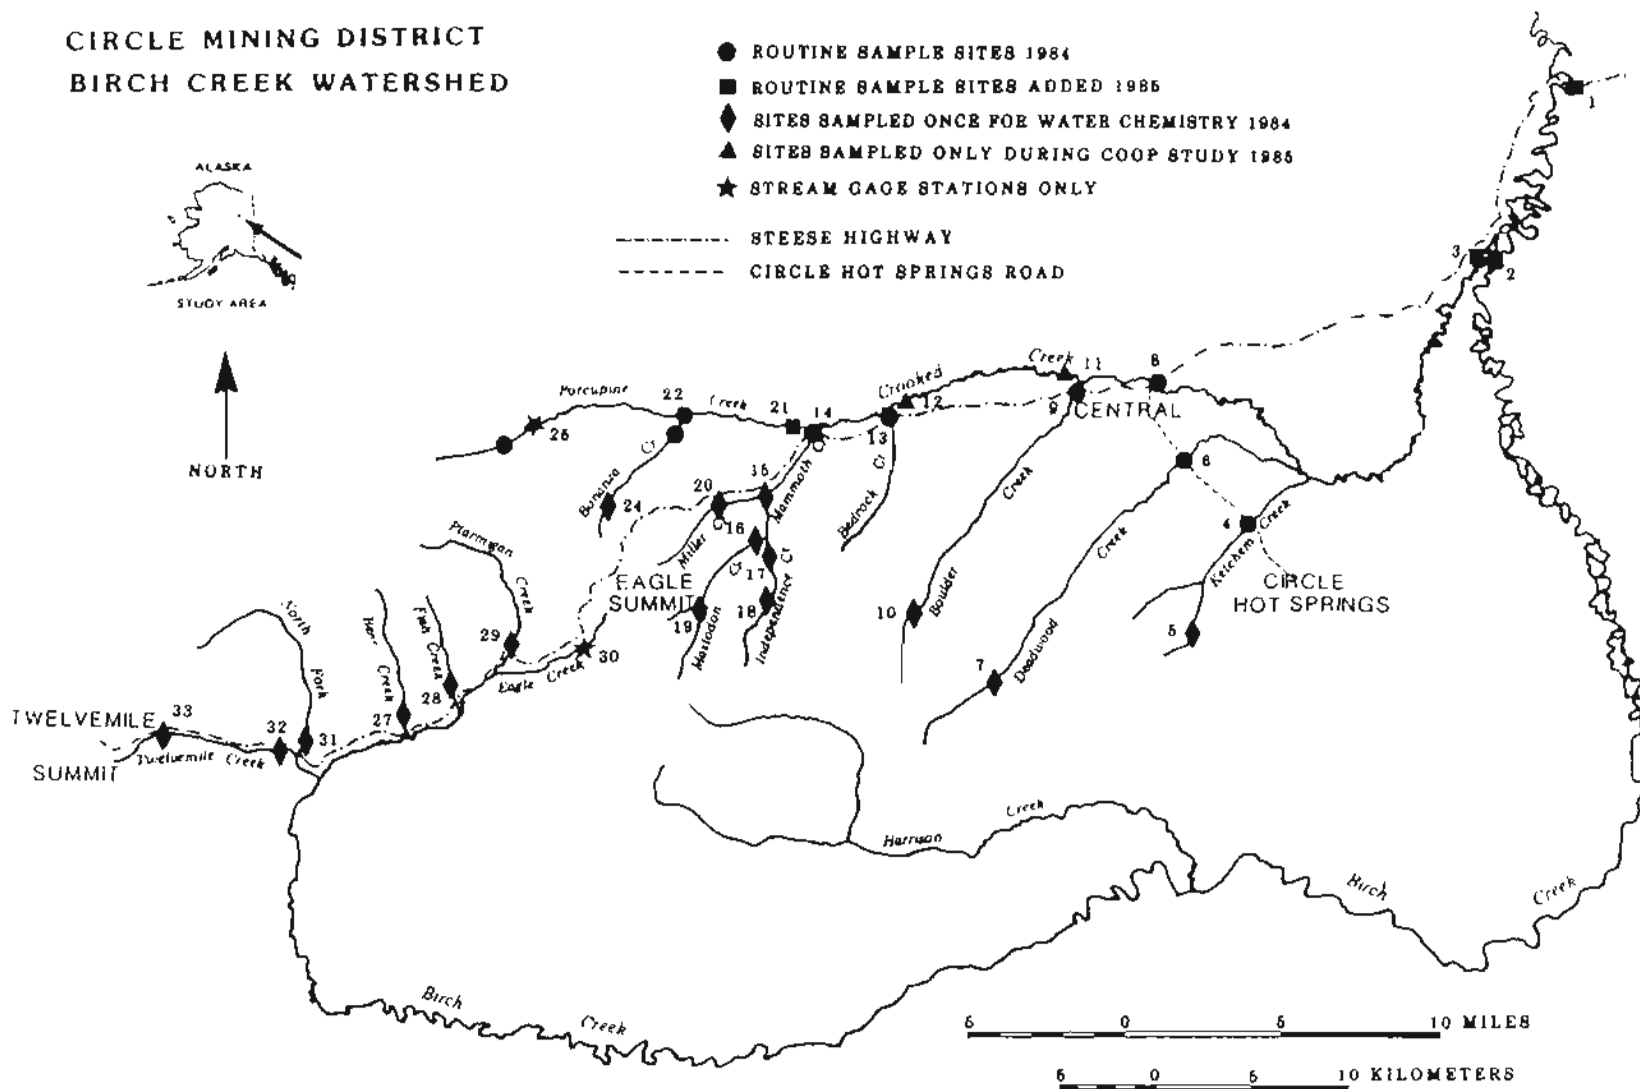 CIRCLE MINING DISTRICT
BIRCH CREEK WATERSHED
ROUTINE SAMPLE SITES 1984
ROUTINE SAMPLE SITES ADDED 1985
SITES SAMPLED ONCE FOR WATER CHEMISTRY 1984
SITES SAMPLED ONLY DURING COOP STUDY 1985
STREAM GAGE STATIONS ONLY
STEESE HIGHWAY
CIRCLE HOT SPRINGS ROAD
ALASKA
STUDY AREA
NORTH
1
3
2
Porcupine
Creek
22
21
14
25
Crooked
Creek
11
8
12
13
9
CENTRAL
6
4
Ketchem
Creek
CIRCLE
HOT SPRINGS
5
Bonanza
Cr
24
20
15
Mammoth
Cr
16
Miller
Cr
17
18
Independence
Cr
19
Mastodon
Cr
Bedrock
Cr
Boulder
Creek
10
Deadwood
Creek
7
EAGLE
SUMMIT
Ptarmigan
Creek
29
30
Eagle Creek
Fish Creek
28
Creek
27
North
Fork
31
32
33
TWELVEMILE
SUMMIT
Twelvemile Creek
Harrison
Creek
Birch
Creek
Birch
Creek
5 0 5 10 MILES
5 0 5 10 KILOMETERS